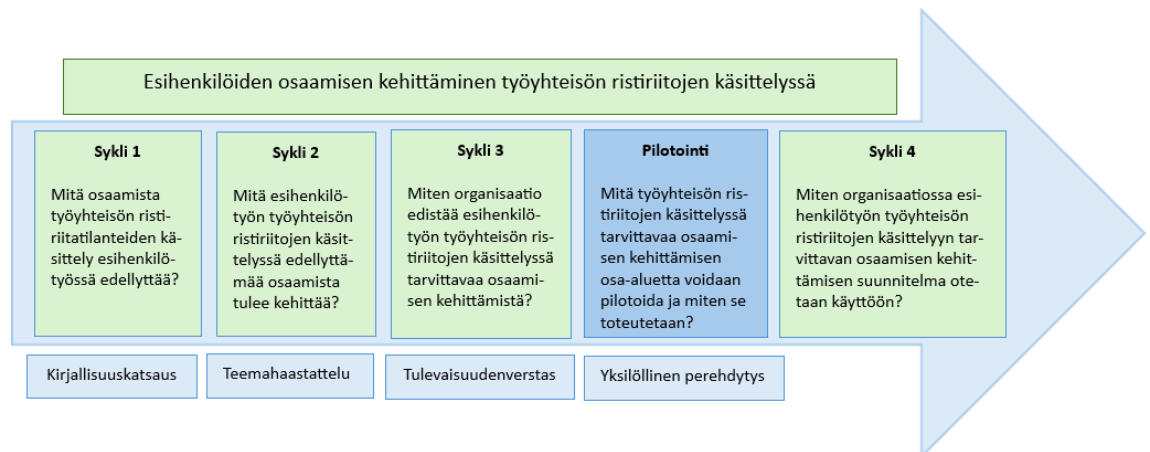 Esihenkilöiden osaamisen kehittäminen työyhteisön ristiriitojen käsittelyssä
Sykli 1
Mitä osaamista
työyhteisön risti-
riitatilanteiden kä-
sittely esihenkilö-
työssä edellyttää?
Sykli 2
Mitä esihenkilö-
työn työyhteisön
ristiriitojen käsit-
telyssä edellyttä-
mää osaamista
tulee kehittää?
Sykli 3
Miten organisaatio
edistää esihenkilö-
työn työyhteisön ris-
tiriitojen käsittelyssä
tarvittavaa osaami-
sen kehittämistä?
Pilotointi
Mitä työyhteisön ris-
tiriitojen käsittelyssä
tarvittavaa osaami-
sen kehittämisen
osa-aluetta voidaan
pilotoida ja miten se
toteutetaan?
Sykli 4
Miten organisaatiossa esi-
henkilötyön työyhteisön
ristiriitojen käsittelyyn tar-
vittavan osaamisen kehit-
tämisen suunnitelma ote-
taan käyttöön?
Kirjallisuuskatsaus
Teemahaastattelu
Tulevaisuudenverstas
Yksilöllinen perehdytys